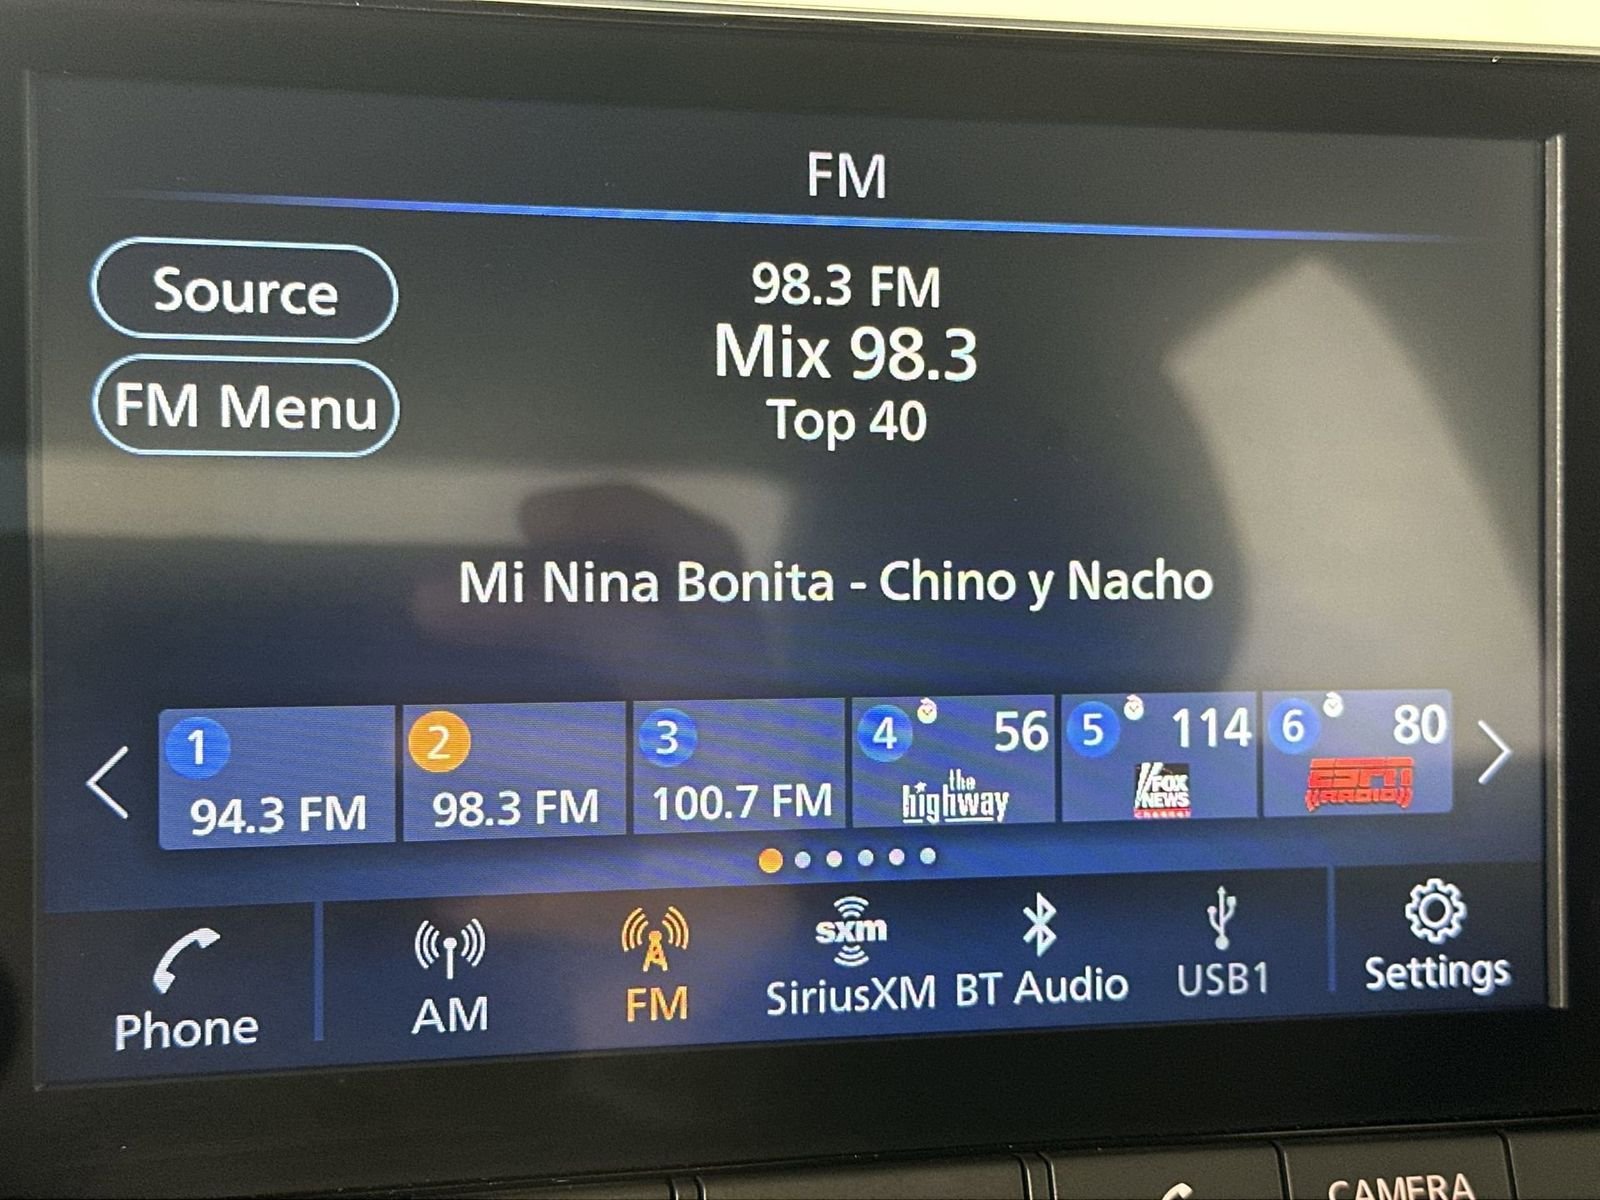 FM
Source
98.3 FM
Mix 98.3
FM Menu
Top 40
Mi Nina Bonita - Chino y Nacho
1
94.3 FM
2
98.3 FM
3
100.7 FM
4 56
the highway
5 114
FOX NEWS channel
6 80
ESPN RADIO
Phone
AM
FM
sxm
SiriusXM
BT Audio
USB1
Settings
CAMERA